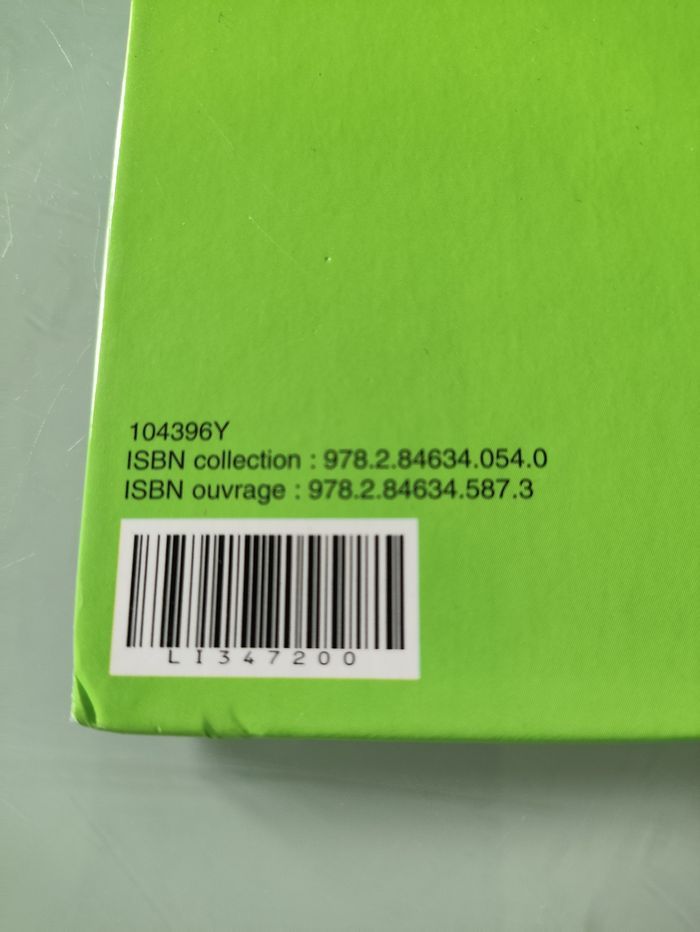 104396Y
ISBN collection : 978.2.84634.054.0
ISBN ouvrage : 978.2.84634.587.3
LI347200